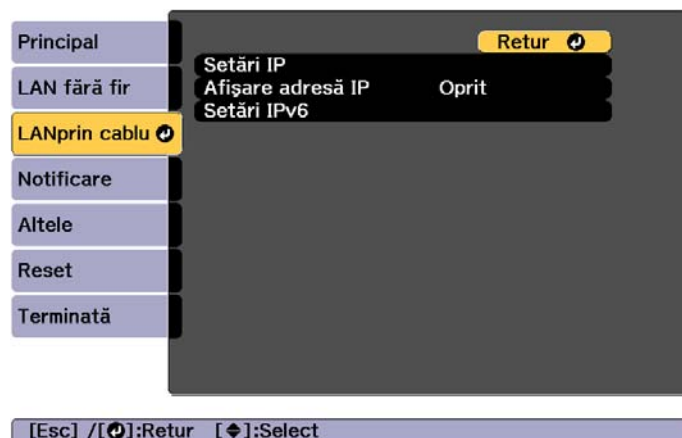 Principal
LAN fără fir
LANprin cablu
Notificare
Altele
Reset
Terminată
Retur
Setări IP
Afişare adresă IP Oprit
Setări IPv6
[Esc] /[]:Retur []:Select